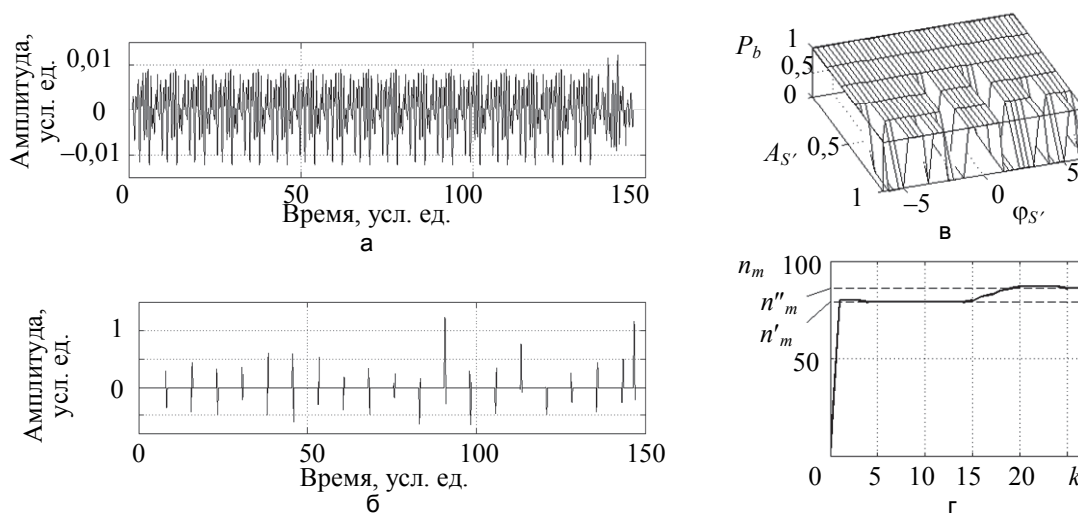 Амплитуда,
усл. ед.
0,01
0
–0,01
0
50
100
150
Время, усл. ед.
а
Амплитуда,
усл. ед.
1
0
0
50
100
150
Время, усл. ед.
б
P_b
1
0,5
0
A_S′
0,5
1
–5
0
5
φ_S′
в
n_m
100
n″_m
n′_m
50
0
5
10
15
20
k
г